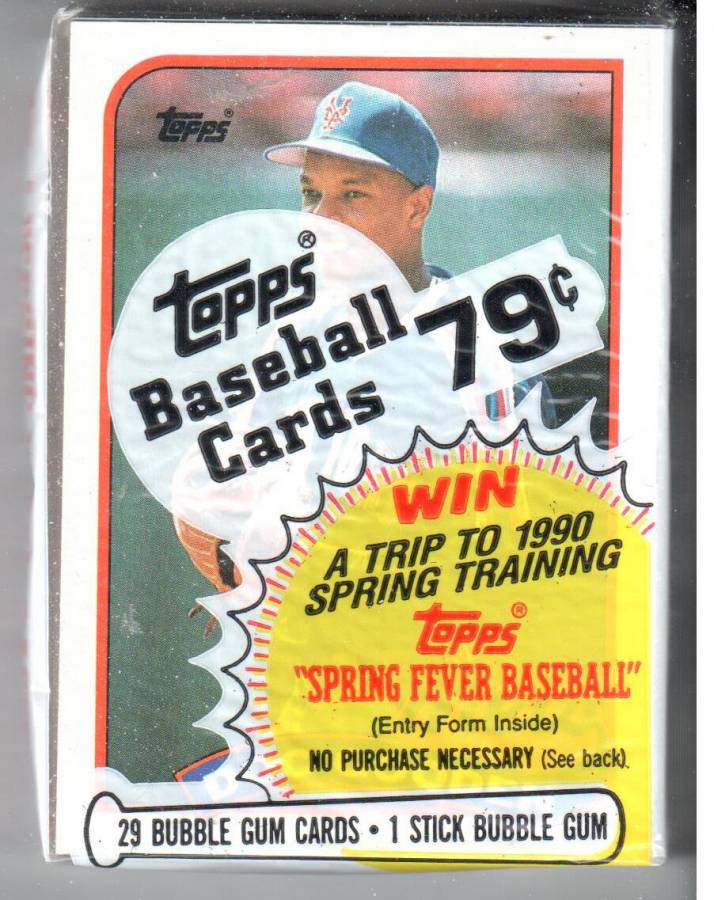 Topps®
Topps®
Baseball
Cards
79¢
WIN
A TRIP TO 1990
SPRING TRAINING
Topps®
"SPRING FEVER BASEBALL"
(Entry Form Inside)
NO PURCHASE NECESSARY (See back).
29 BUBBLE GUM CARDS • 1 STICK BUBBLE GUM